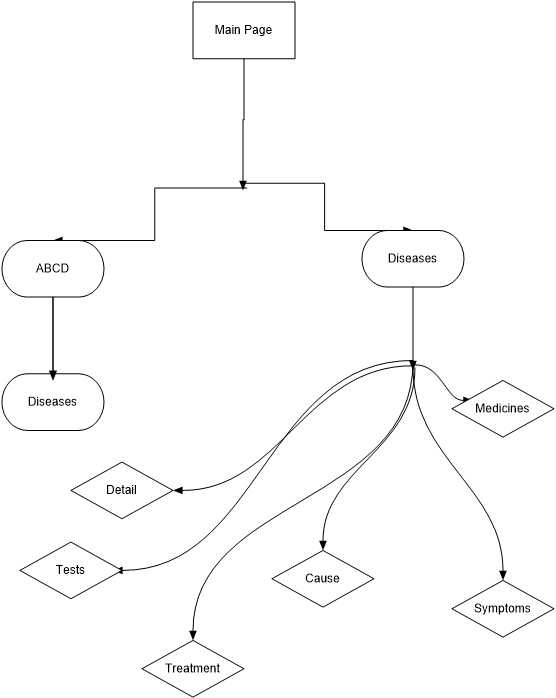 Main Page
ABCD
Diseases
Diseases
Medicines
Detail
Tests
Cause
Symptoms
Treatment